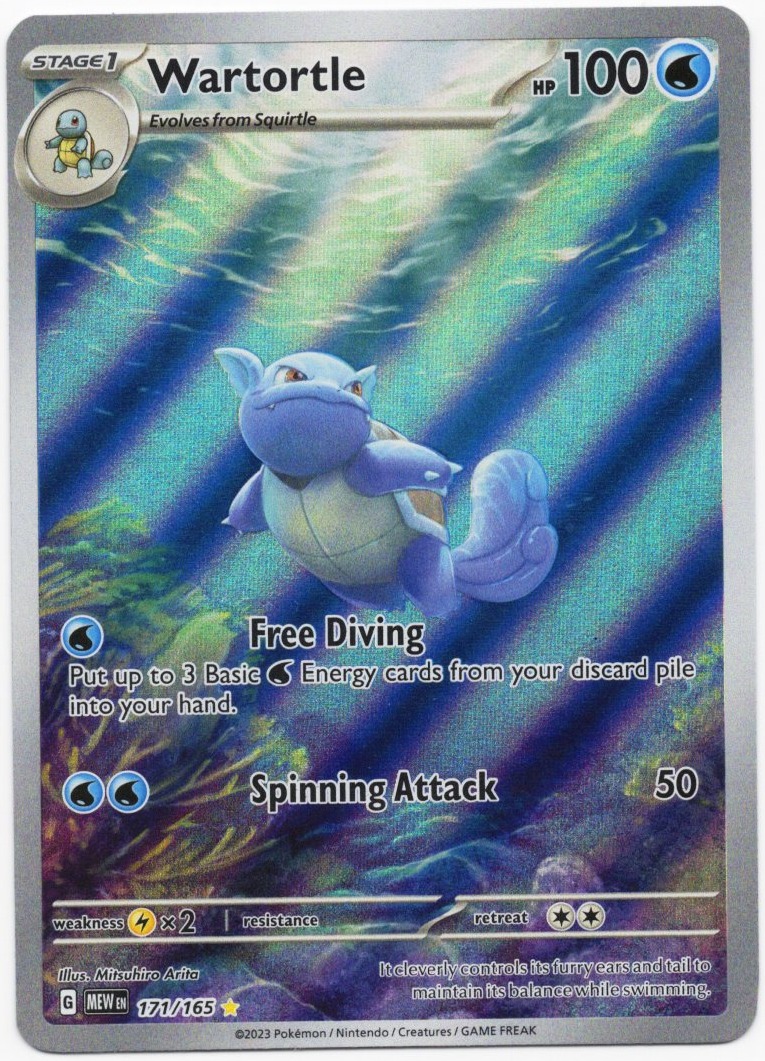 STAGE 1
Wartortle
HP 100
Evolves from Squirtle
Free Diving
Put up to 3 Basic Energy cards from your discard pile
into your hand.
Spinning Attack 50
weakness ×2 resistance retreat
Illus. Mitsuhiro Arita
It cleverly controls its furry ears and tail to
maintain its balance while swimming.
G MEW EN 171/165
©2023 Pokémon / Nintendo / Creatures / GAME FREAK